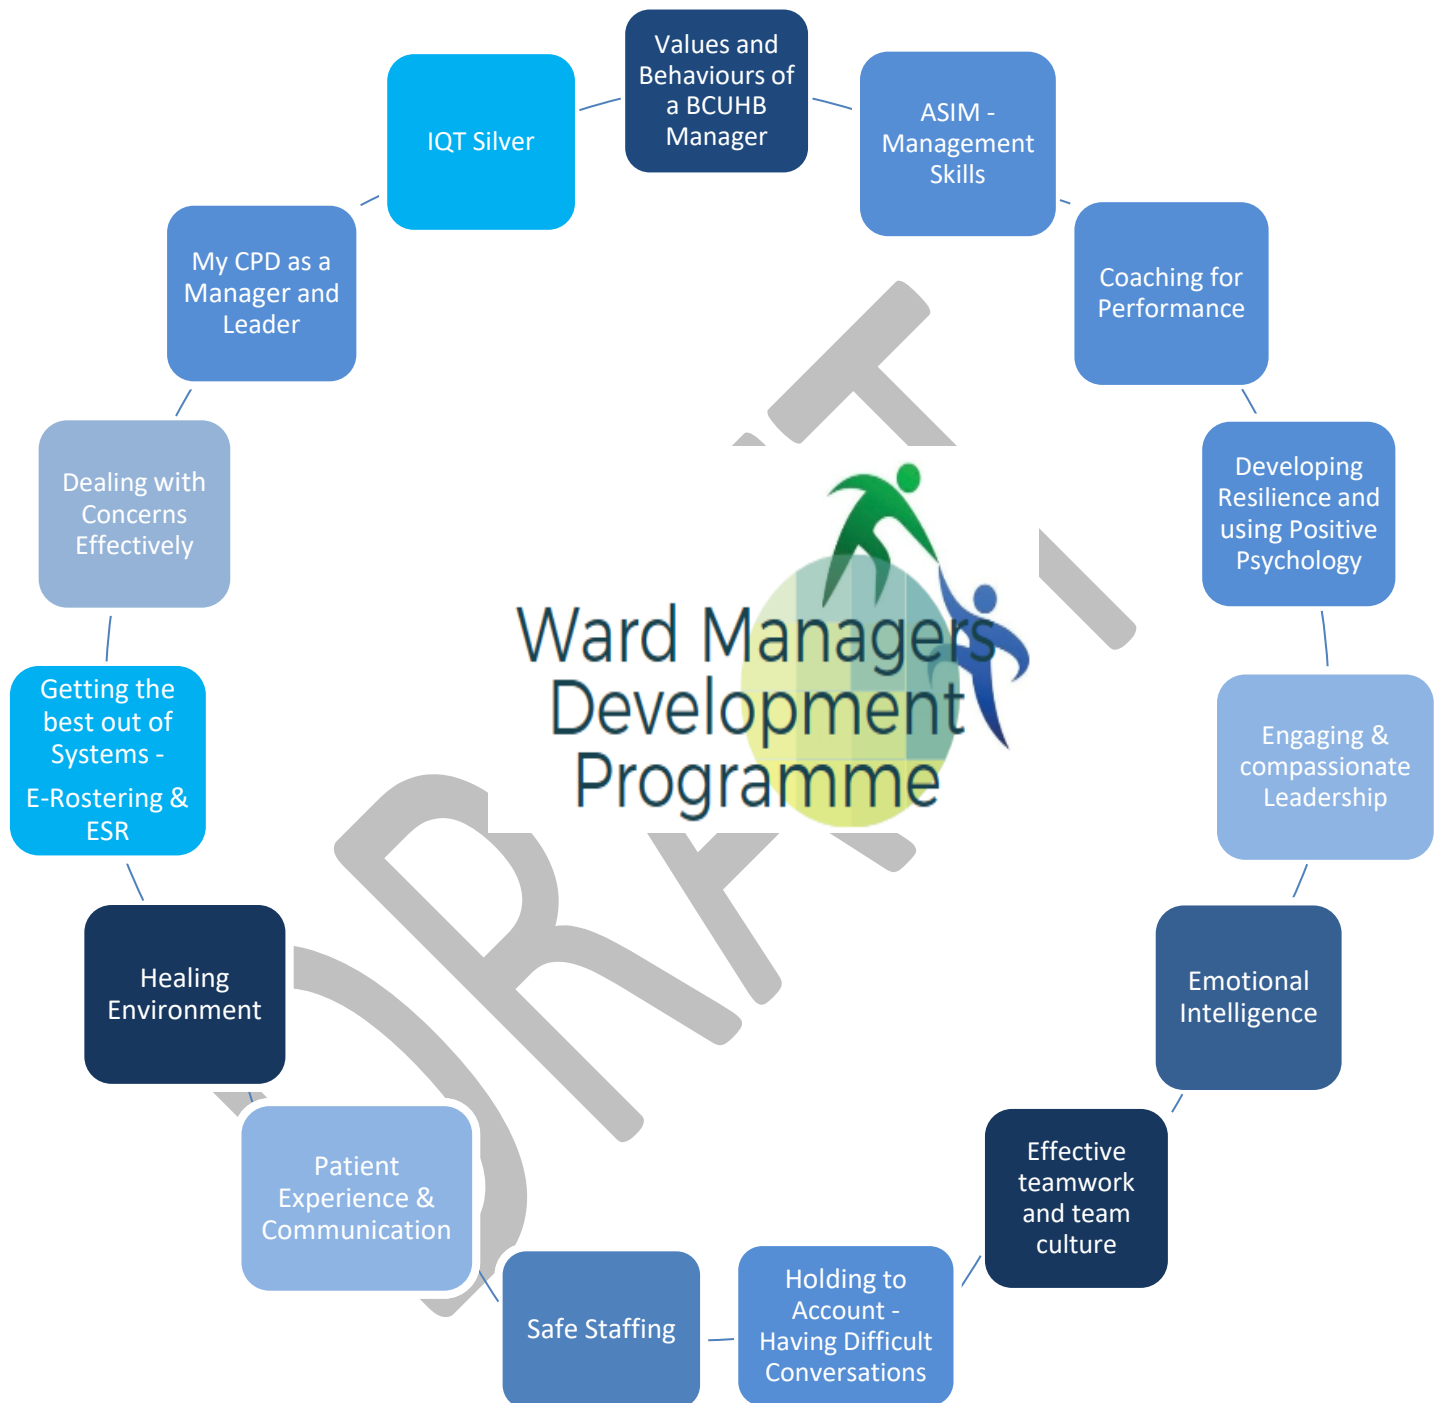 Values and
Behaviours of
a BCUHB
Manager
ASIM -
Management
Skills
Coaching for
Performance
Developing
Resilience and
using Positive
Psychology
Engaging &
compassionate
Leadership
Emotional
Intelligence
Effective
teamwork
and team
culture
Holding to
Account -
Having Difficult
Conversations
Safe Staffing
Patient
Experience &
Communication
Healing
Environment
Getting the
best out of
Systems -
E-Rostering &
ESR
Dealing with
Concerns
Effectively
My CPD as a
Manager and
Leader
IQT Silver
Ward Managers
Development
Programme
DRAFT